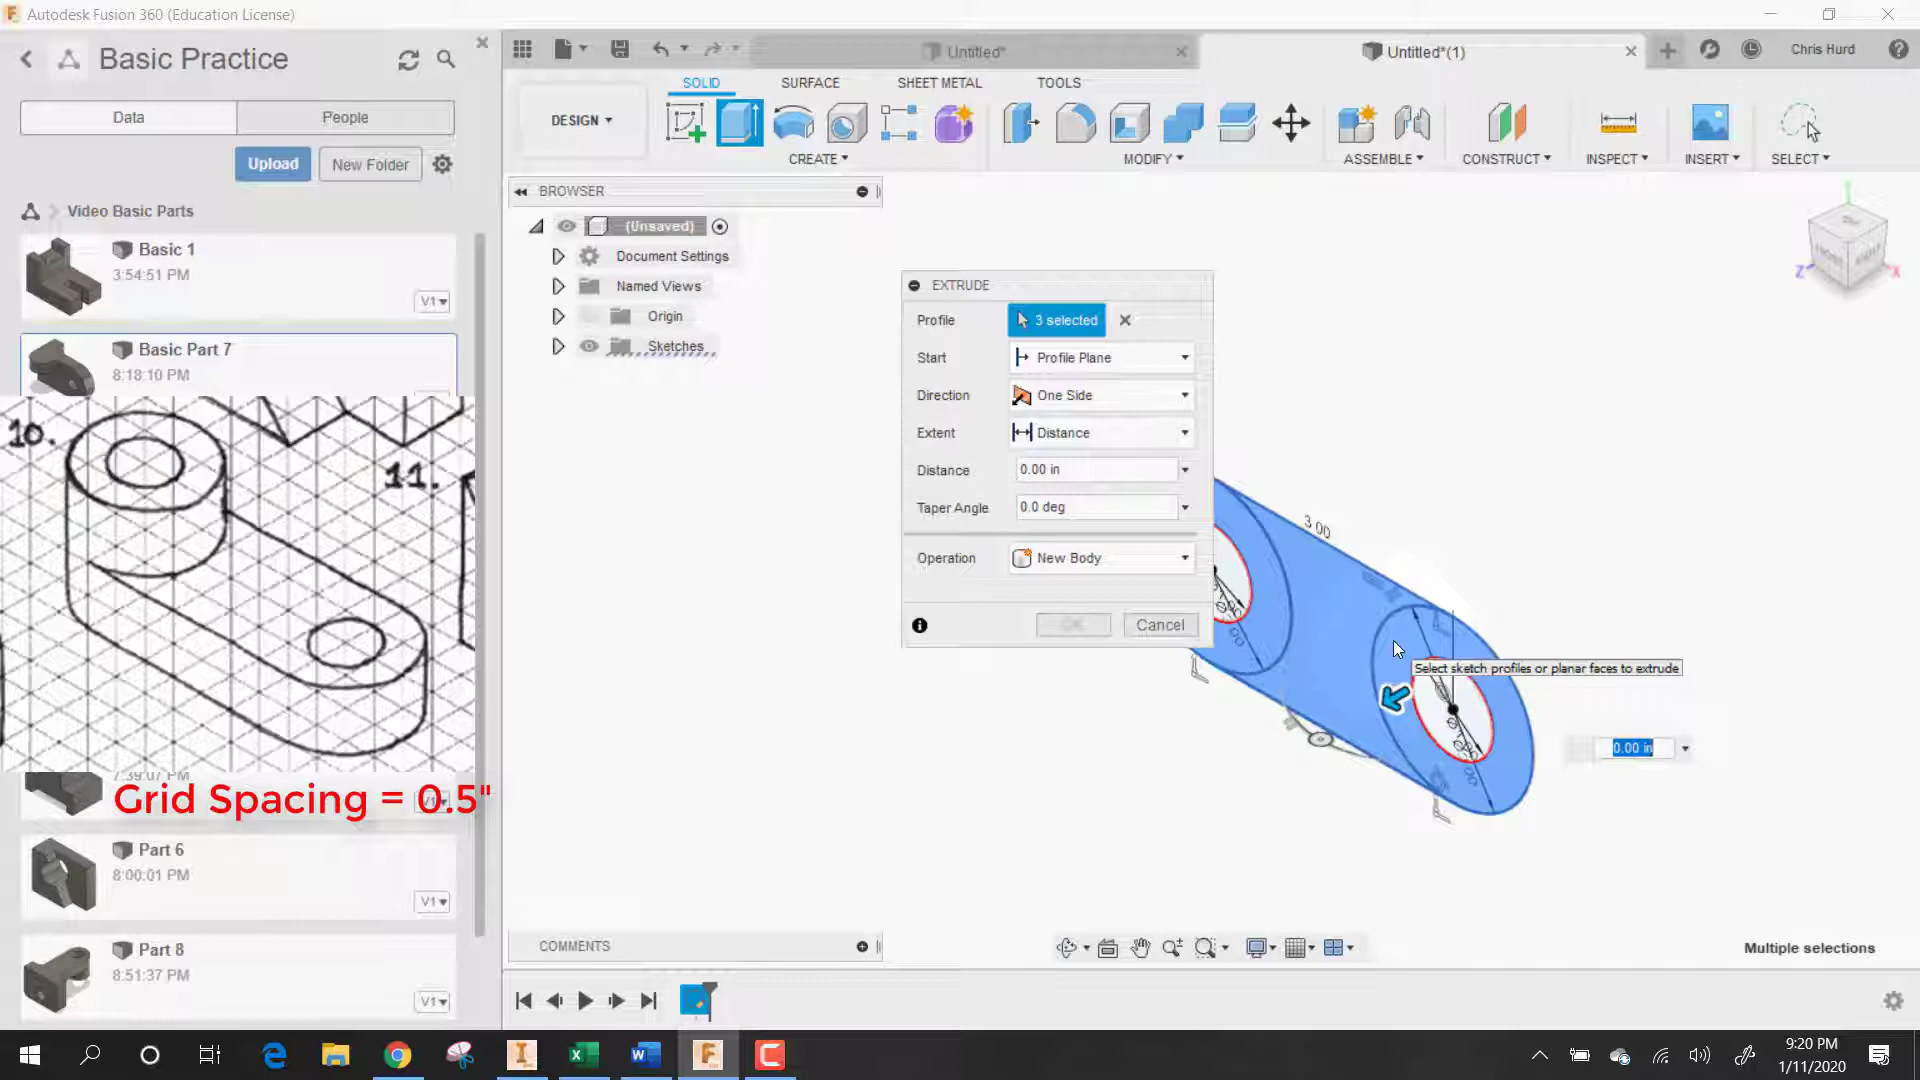 Autodesk Fusion 360 (Education License)
Basic Practice
Data
People
Upload
New Folder
Video Basic Parts
Basic 1
3:54:51 PM
V1
Basic Part 7
8:18:10 PM
10.
11.
7:39:07 PM
Grid Spacing = 0.5"
Part 6
8:00:01 PM
V1
Part 8
8:51:37 PM
V1
Untitled*
Untitled*(1)
Chris Hurd
DESIGN
SOLID
SURFACE
SHEET METAL
TOOLS
CREATE
MODIFY
ASSEMBLE
CONSTRUCT
INSPECT
INSERT
SELECT
BROWSER
(Unsaved)
Document Settings
Named Views
Origin
Sketches
EXTRUDE
Profile
3 selected
Start
Profile Plane
Direction
One Side
Extent
Distance
Distance
0.00 in
Taper Angle
0.0 deg
Operation
New Body
OK
Cancel
3.00
Select sketch profiles or planar faces to extrude
0.00 in
Z
X
COMMENTS
Multiple selections
9:20 PM
1/11/2020